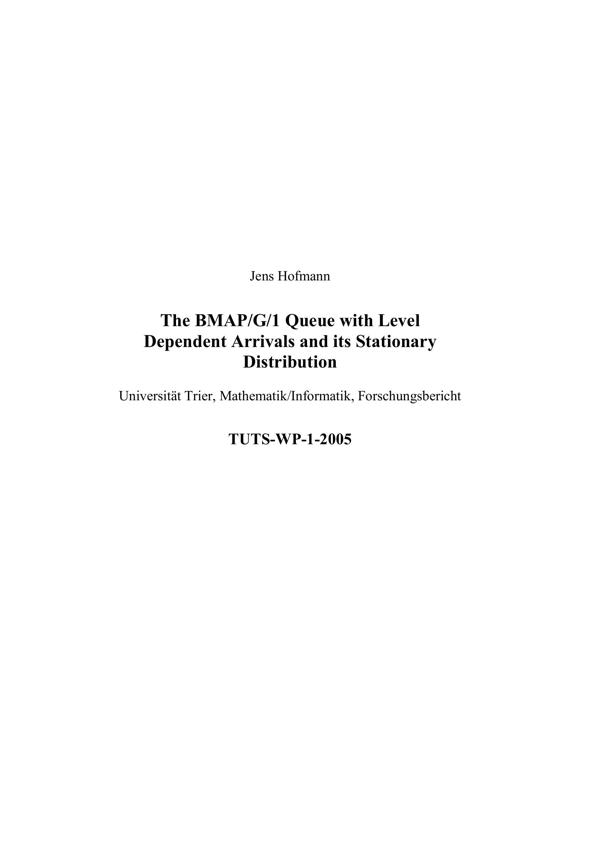 Jens Hofmann
The BMAP/G/1 Queue with Level
Dependent Arrivals and its Stationary
Distribution
Universität Trier, Mathematik/Informatik, Forschungsbericht
TUTS-WP-1-2005